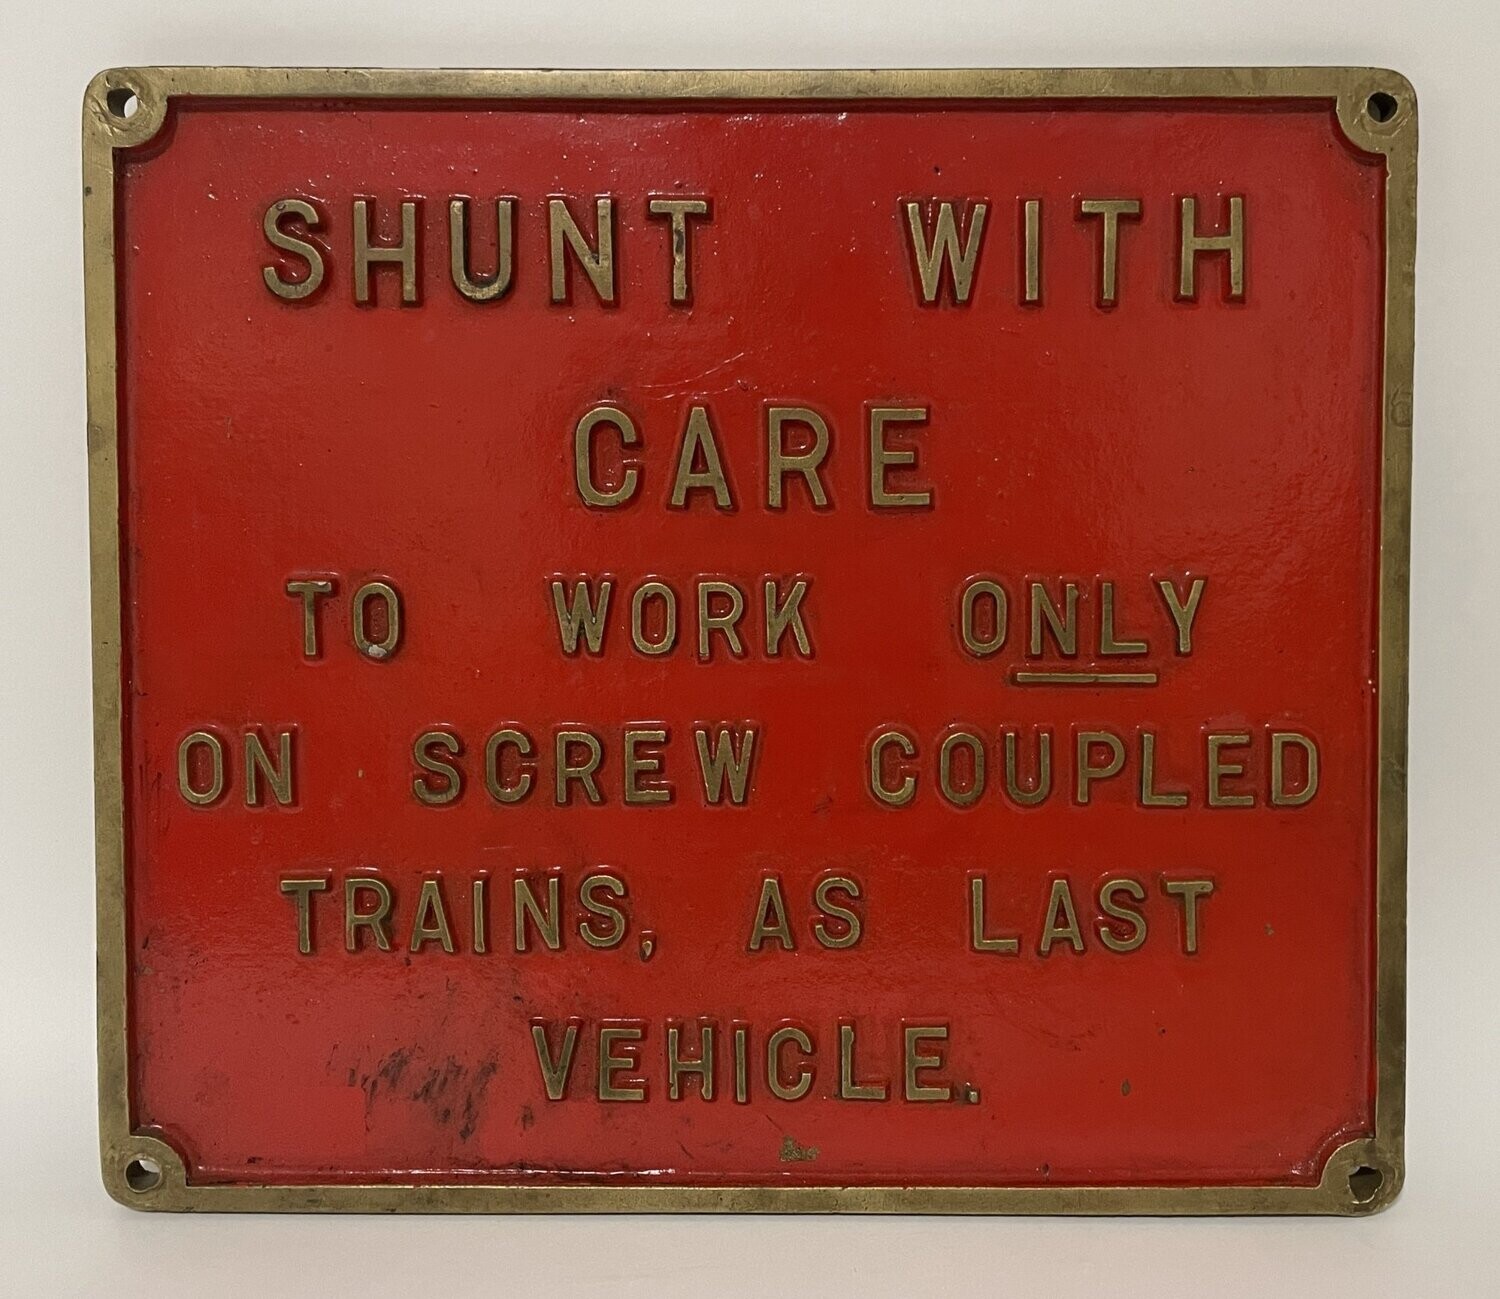 SHUNT WITH
CARE
TO WORK ONLY
ON SCREW COUPLED
TRAINS, AS LAST
VEHICLE.